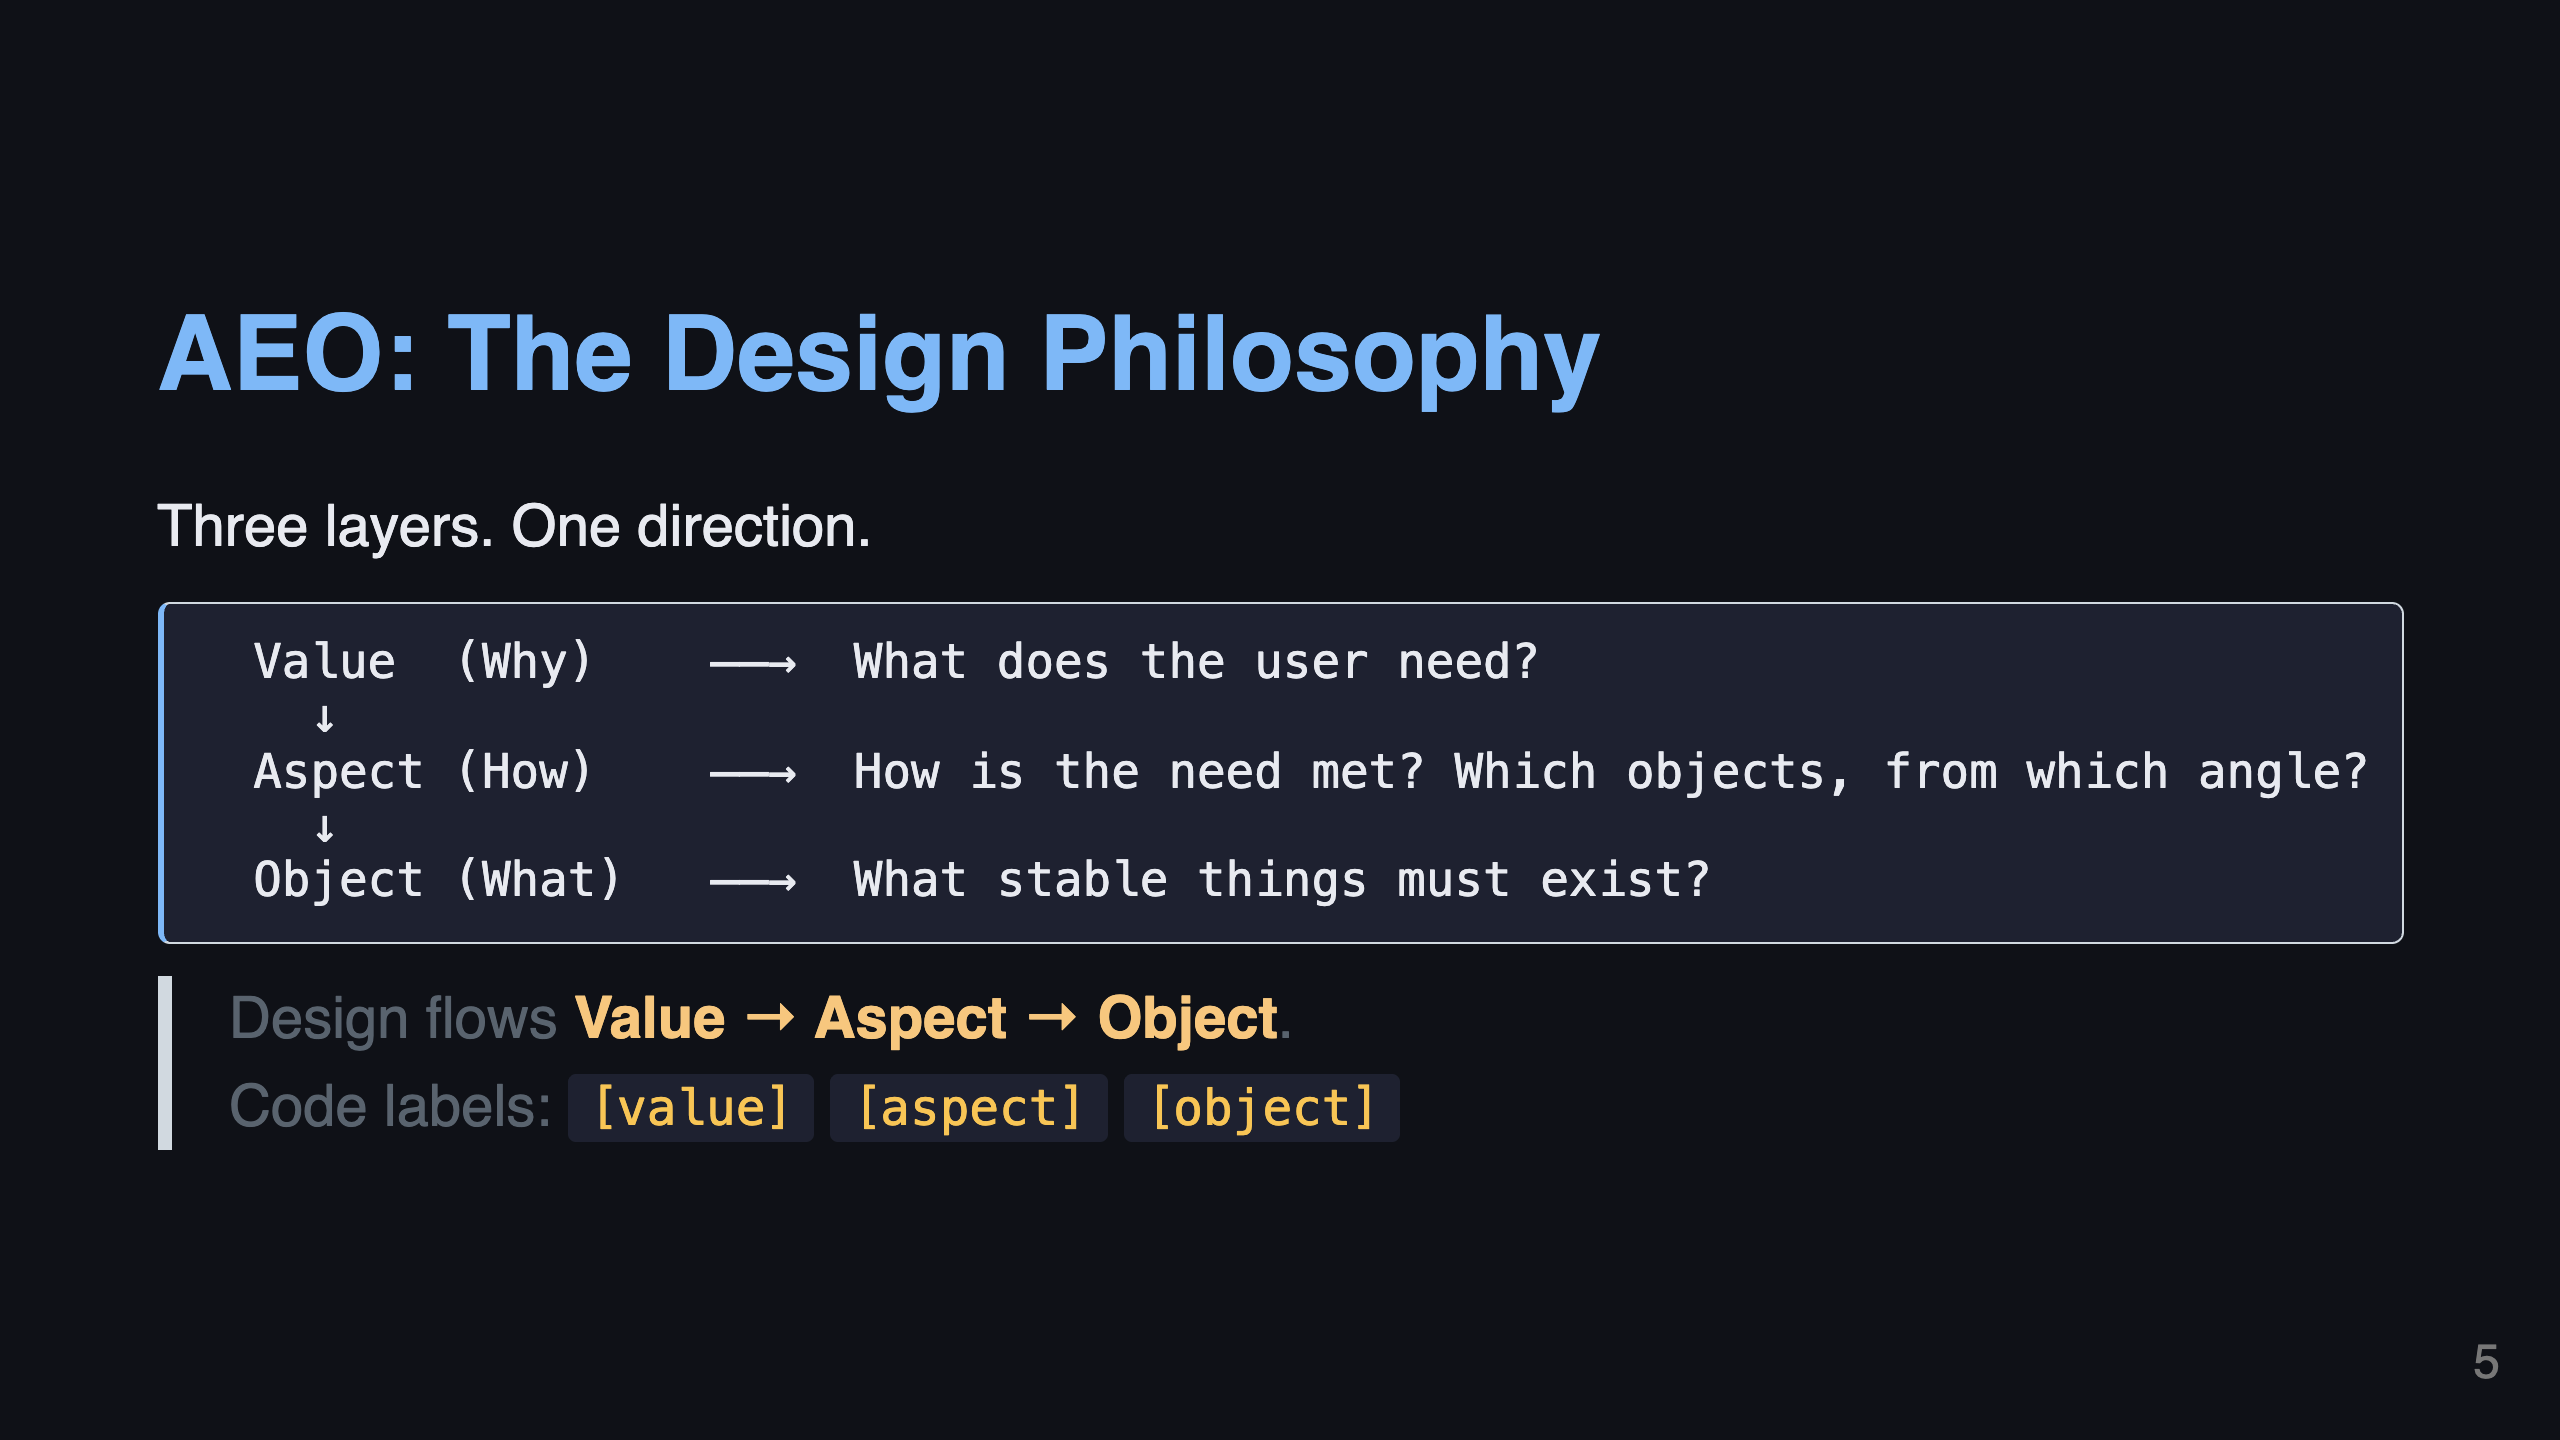 AEO: The Design Philosophy
Three layers. One direction.
Value  (Why)    ───→  What does the user need?
↓
Aspect (How)    ───→  How is the need met? Which objects, from which angle?
↓
Object (What)   ───→  What stable things must exist?
Design flows Value → Aspect → Object.
Code labels: [value] [aspect] [object]
5